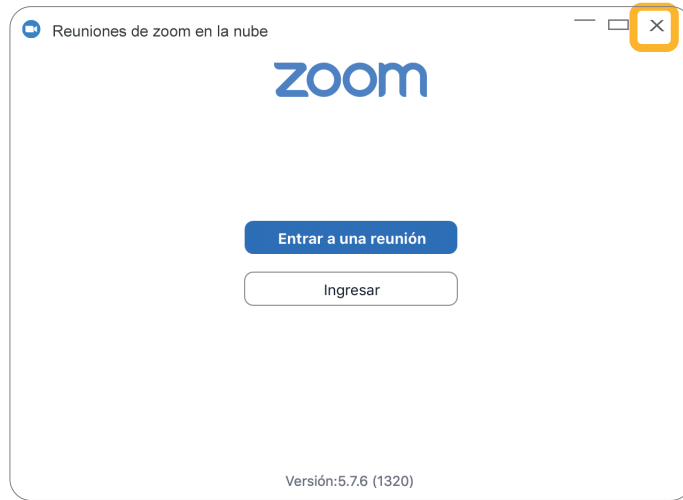 Reuniones de zoom en la nube
zoom
Entrar a una reunión
Ingresar
Versión:5.7.6 (1320)